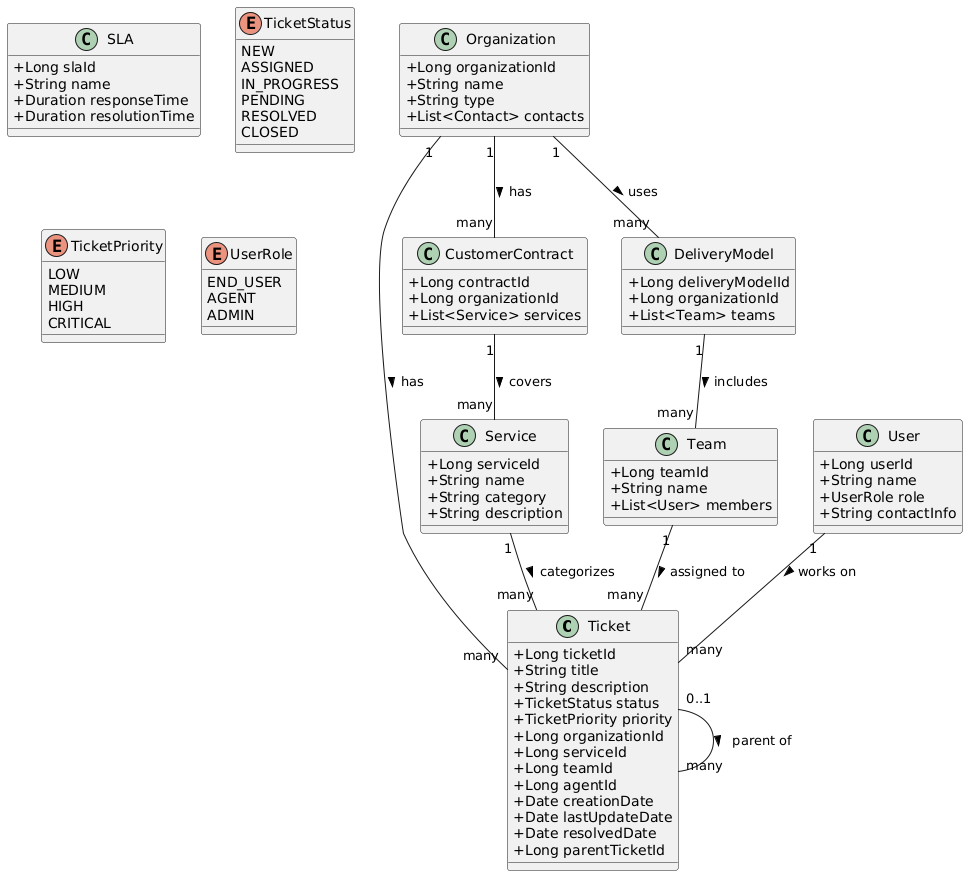 C SLA
+Long slaId
+String name
+Duration responseTime
+Duration resolutionTime
E TicketStatus
NEW
ASSIGNED
IN_PROGRESS
PENDING
RESOLVED
CLOSED
C Organization
+Long organizationId
+String name
+String type
+List<Contact> contacts
1
1
1
has
uses
many
many
E TicketPriority
LOW
MEDIUM
HIGH
CRITICAL
E UserRole
END_USER
AGENT
ADMIN
C CustomerContract
+Long contractId
+Long organizationId
+List<Service> services
C DeliveryModel
+Long deliveryModelId
+Long organizationId
+List<Team> teams
1
1
has
covers
includes
many
many
C Service
+Long serviceId
+String name
+String category
+String description
C Team
+Long teamId
+String name
+List<User> members
C User
+Long userId
+String name
+UserRole role
+String contactInfo
1
1
1
categorizes
assigned to
works on
many
many
many
many
C Ticket
+Long ticketId
+String title
+String description
+TicketStatus status
+TicketPriority priority
+Long organizationId
+Long serviceId
+Long teamId
+Long agentId
+Date creationDate
+Date lastUpdateDate
+Date resolvedDate
+Long parentTicketId
0..1
parent of
many